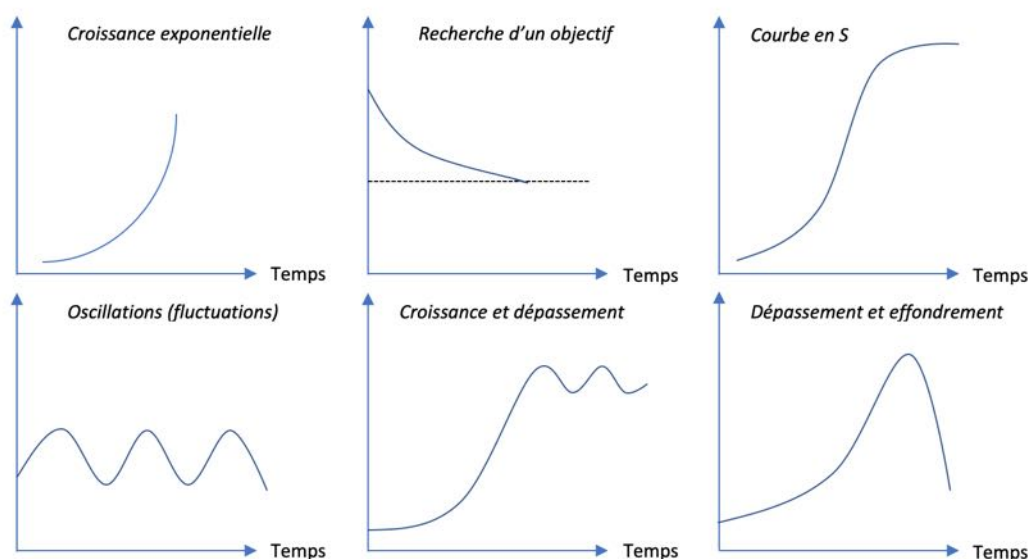 Croissance exponentielle
Recherche d’un objectif
Courbe en S
Temps
Temps
Temps
Oscillations (fluctuations)
Croissance et dépassement
Dépassement et effondrement
Temps
Temps
Temps